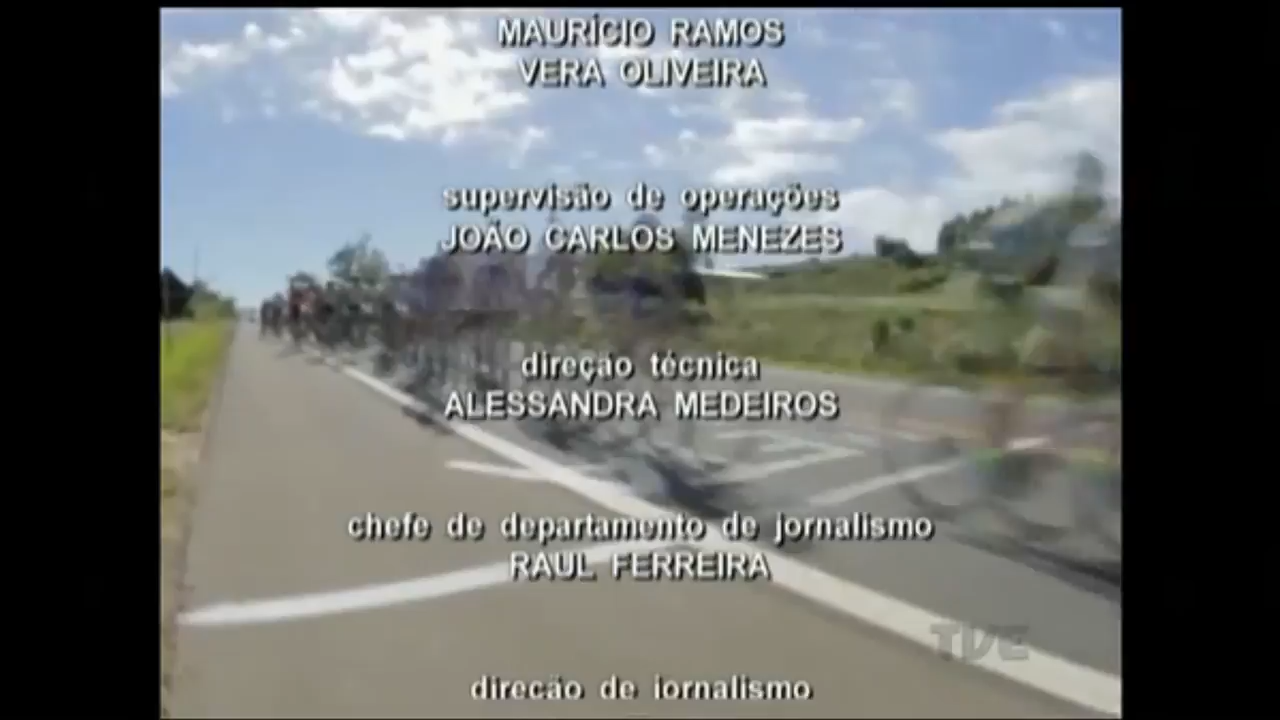 MAURÍCIO RAMOS
VERA OLIVEIRA
supervisão de operações
JOÃO CARLOS MENEZES
direção técnica
ALESSANDRA MEDEIROS
chefe de departamento de jornalismo
RAUL FERREIRA
TVE
direção de jornalismo